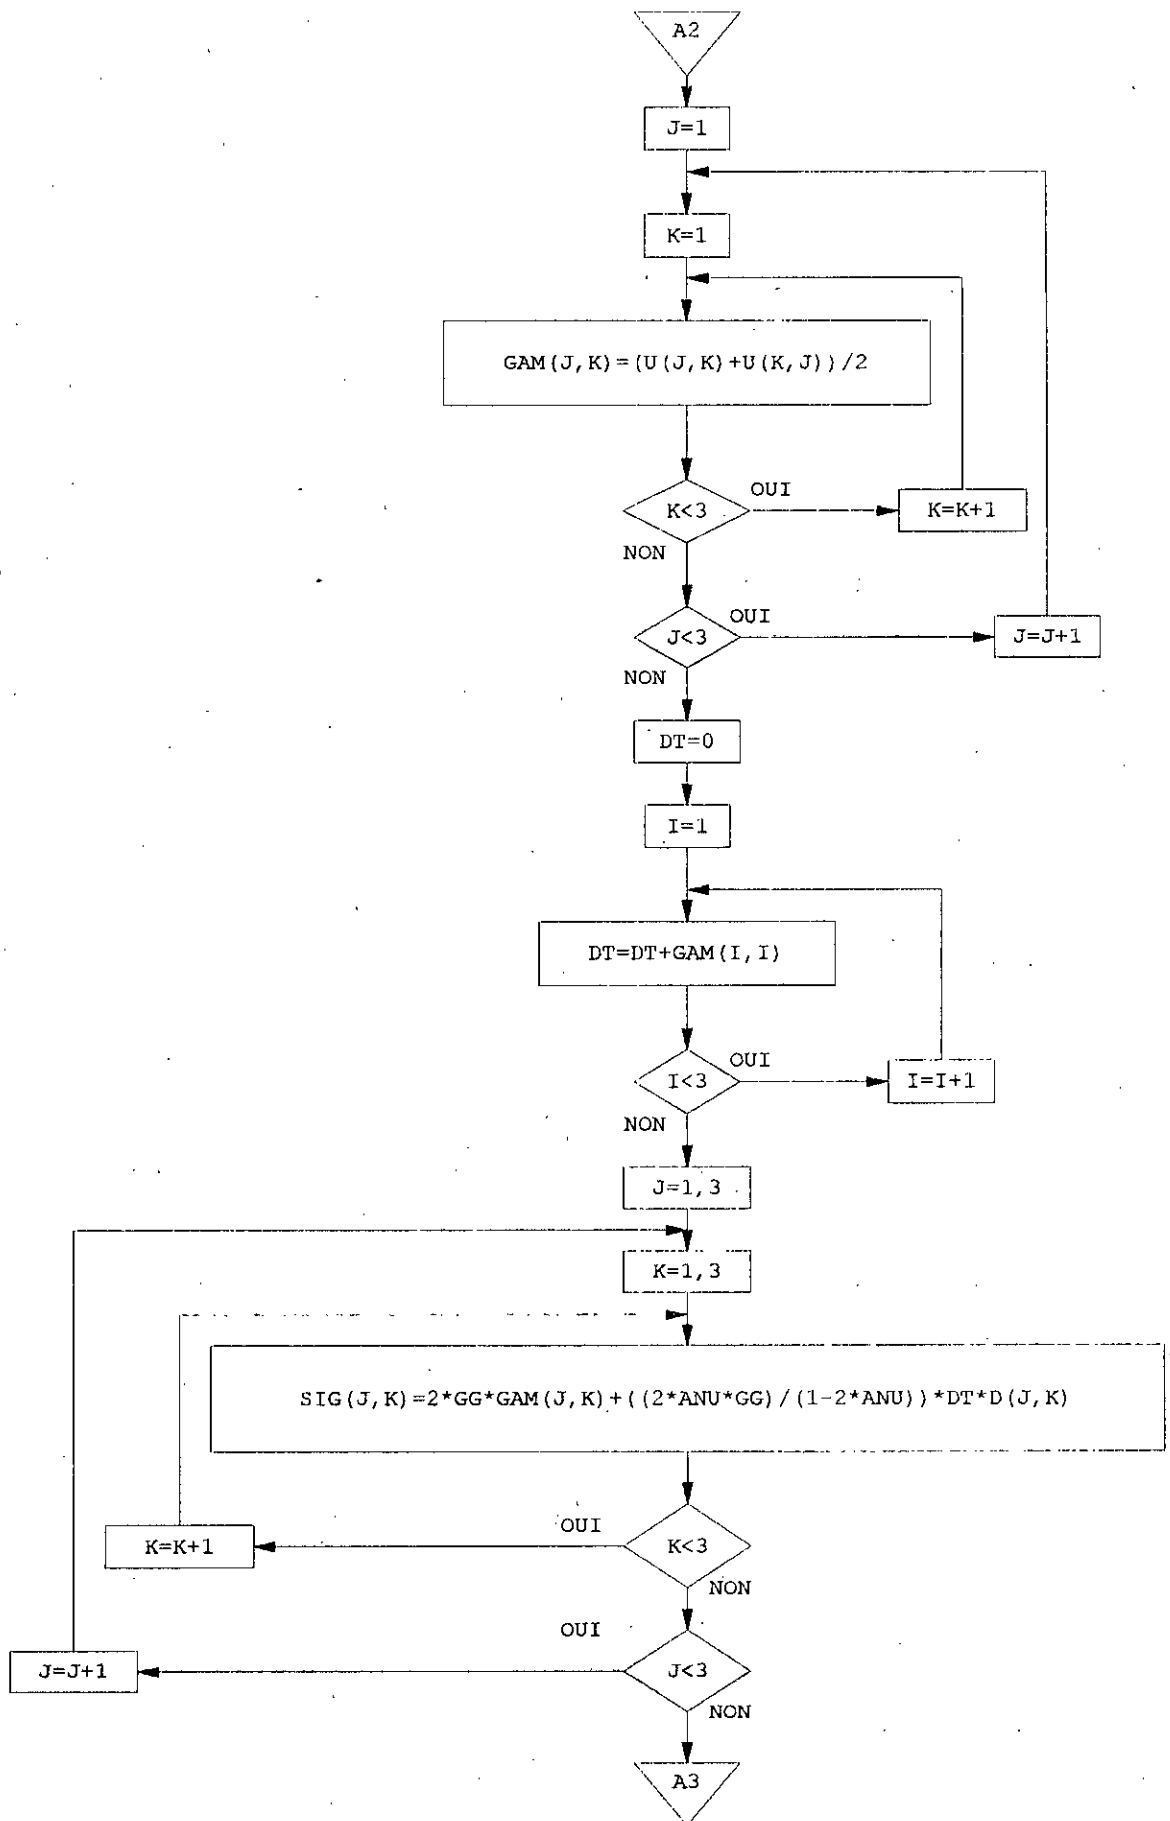 A2
J=1
K=1
GAM(J,K)=(U(J,K)+U(K,J))/2
OUI
K<3
K=K+1
NON
OUI
J<3
J=J+1
NON
DT=0
I=1
DT=DT+GAM(I,I)
OUI
I<3
I=I+1
NON
J=1,3
K=1,3
SIG(J,K)=2*GG*GAM(J,K)+((2*ANU*GG)/(1-2*ANU))*DT*D(J,K)
OUI
K=K+1
K<3
NON
OUI
J=J+1
J<3
NON
A3